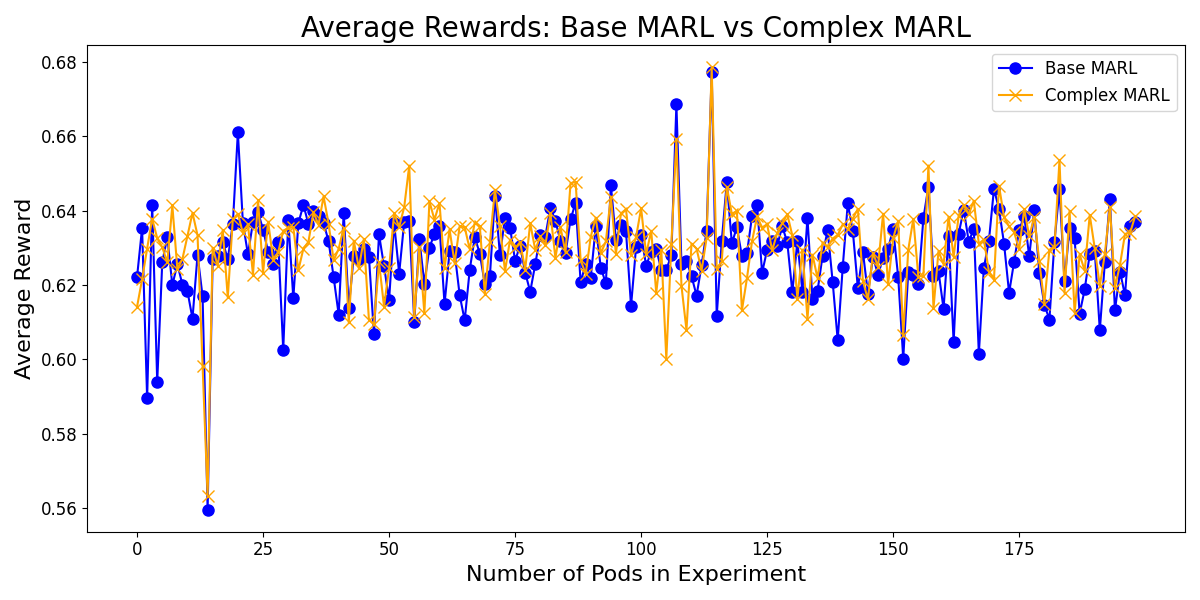 Average Rewards: Base MARL vs Complex MARL
Base MARL
Complex MARL
Average Reward
0.68
0.66
0.64
0.62
0.60
0.58
0.56
0 25 50 75 100 125 150 175
Number of Pods in Experiment